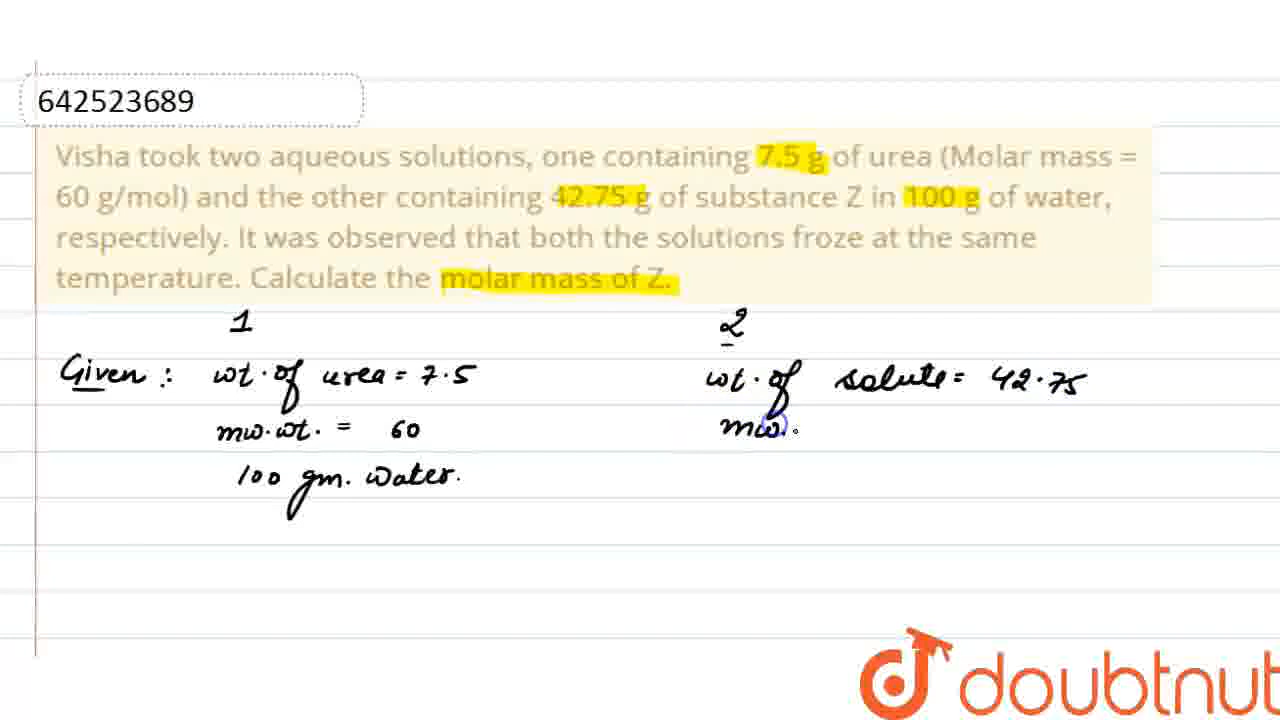 642523689
Visha took two aqueous solutions, one containing 7.5 g of urea (Molar mass =
60 g/mol) and the other containing 42.75 g of substance Z in 100 g of water,
respectively. It was observed that both the solutions froze at the same
temperature. Calculate the molar mass of Z.
1 2
Given : wt. of urea = 7.5 wt. of solute = 42.75
mw. wt. = 60 mw.
100 gm. water.
doubtnut